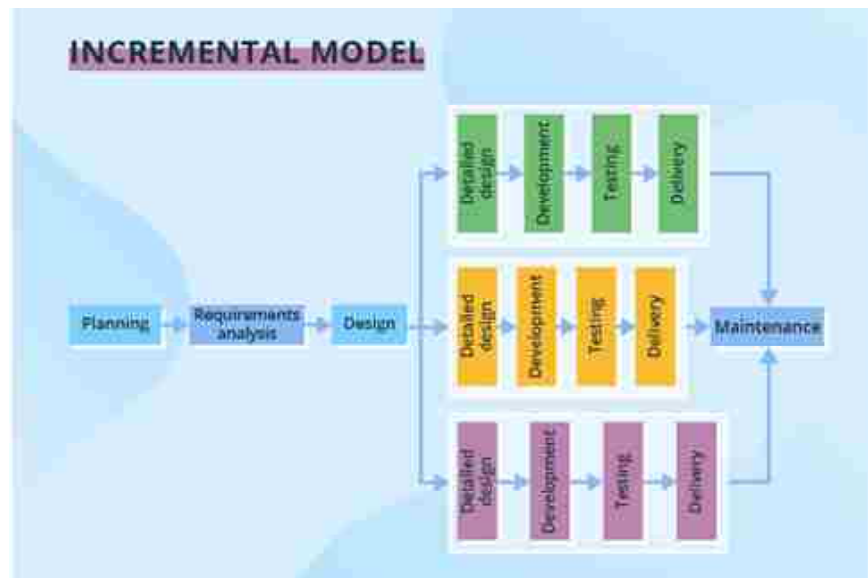 INCREMENTAL MODEL
Detailed
design
Development
Testing
Delivery
Planning
Requirements
analysis
Design
Detailed
design
Development
Testing
Delivery
Maintenance
Detailed
design
Development
Testing
Delivery